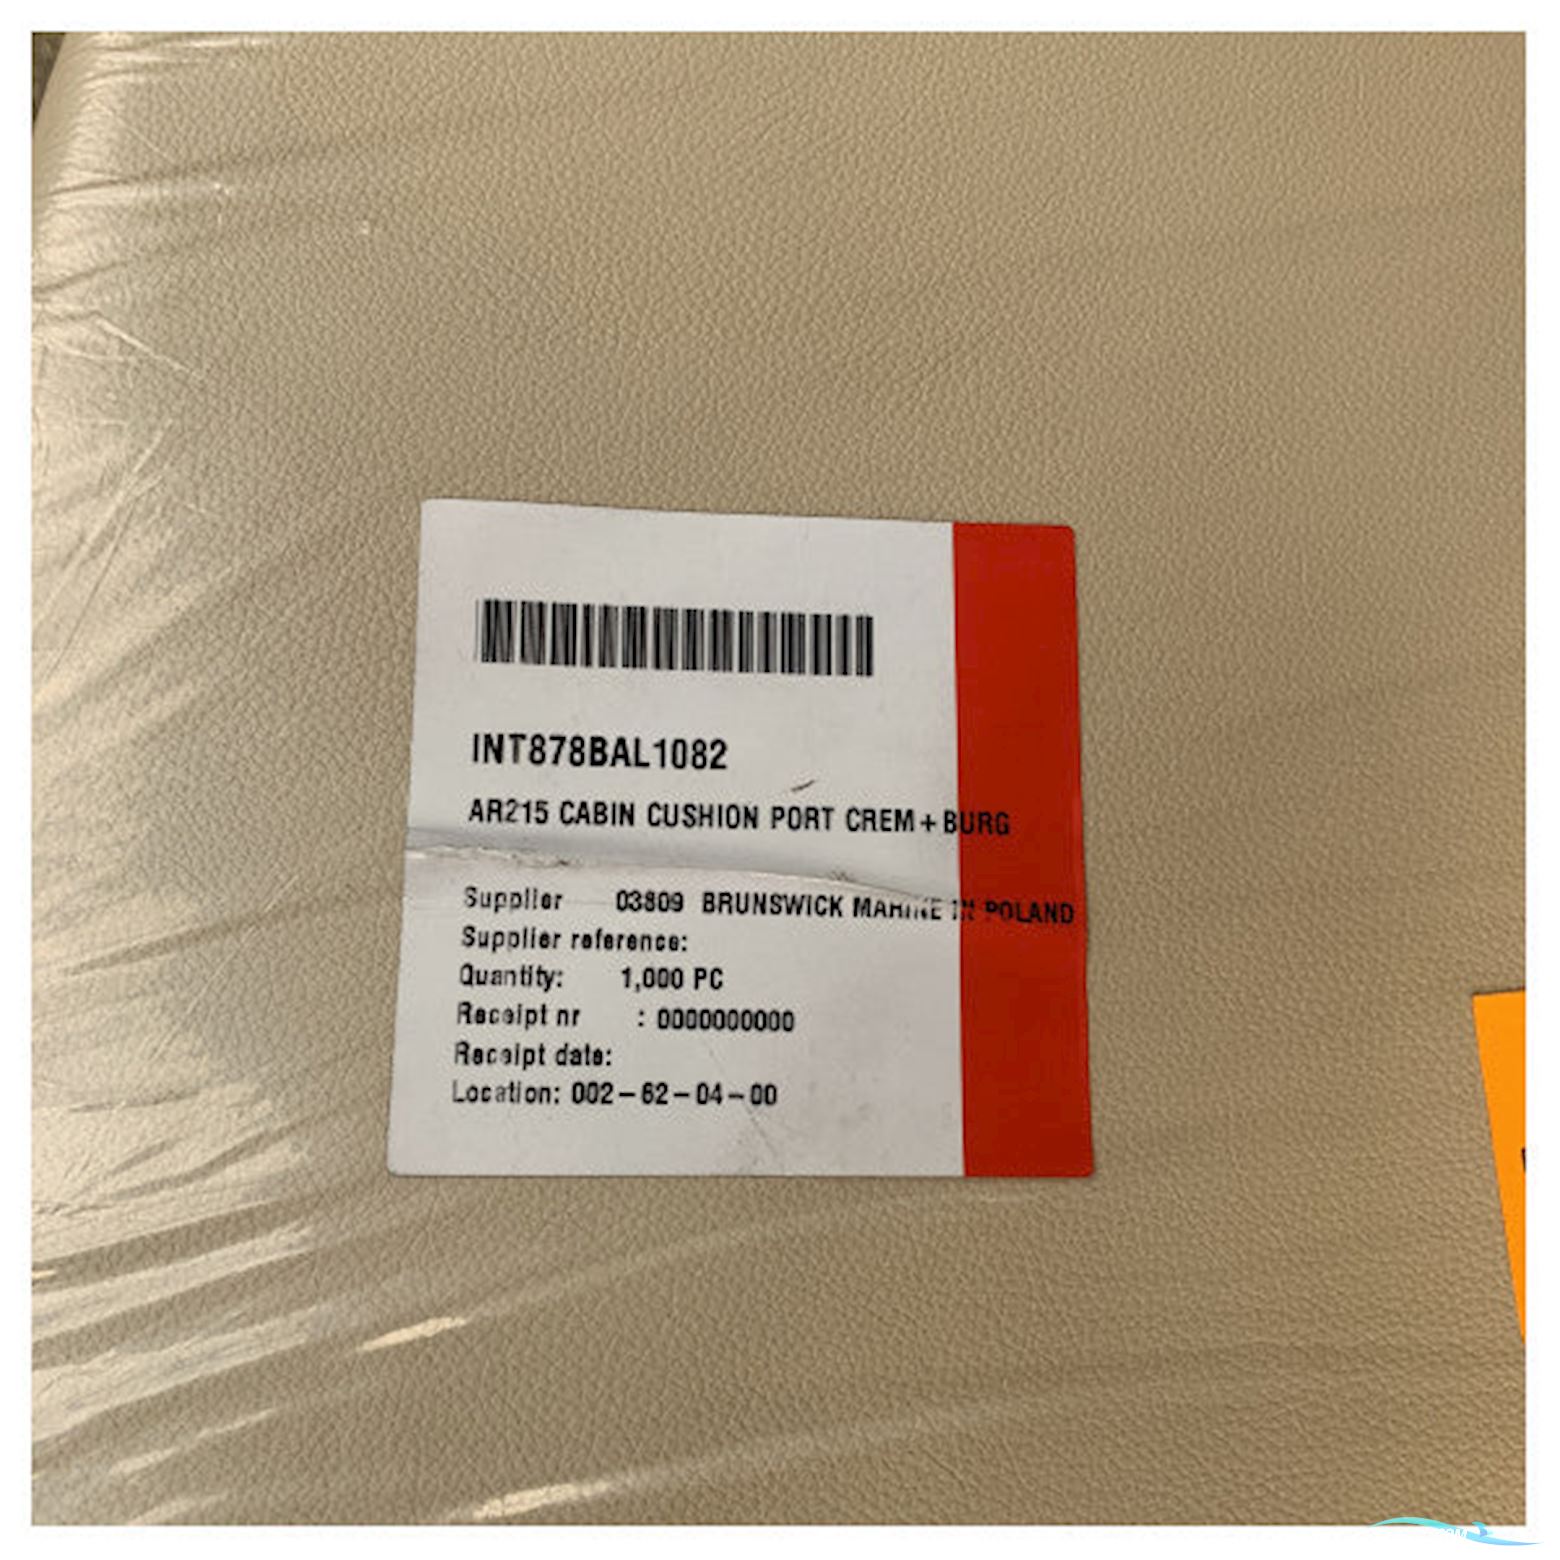 INT878BAL1082
AR215 CABIN CUSHION PORT CREM+BURG
Supplier 03809 BRUNSWICK MARINE IN POLAND
Supplier reference:
Quantity: 1,000 PC
Receipt nr : 0000000000
Receipt date:
Location: 002-62-04-00